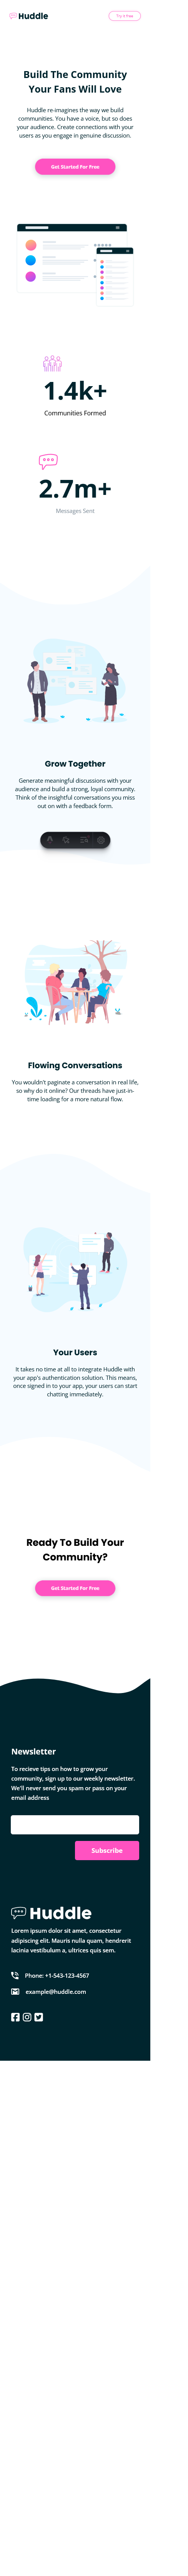 Huddle
Try it Free
Build The Community
Your Fans Will Love
Huddle re-imagines the way we build
communities. You have a voice, but so does
your audience. Create connections with your
users as you engage in genuine discussion.
Get Started For Free
1.4k+
Communities Formed
2.7m+
Messages Sent
Grow Together
Generate meaningful discussions with your
audience and build a strong, loyal community.
Think of the insightful conversations you miss
out on with a feedback form.
Flowing Conversations
You wouldn't paginate a conversation in real life,
so why do it online? Our threads have just-in-
time loading for a more natural flow.
Your Users
It takes no time at all to integrate Huddle with
your app's authentication solution. This means,
once signed in to your app, your users can start
chatting immediately.
Ready To Build Your
Community?
Get Started For Free
Newsletter
To recieve tips on how to grow your
community, sign up to our weekly newsletter.
We'll never send you spam or pass on your
email address
Subscribe
Huddle
Lorem ipsum dolor sit amet, consectetur
adipiscing elit. Mauris nulla quam, hendrerit
lacinia vestibulum a, ultrices quis sem.
Phone: +1-543-123-4567
example@huddle.com